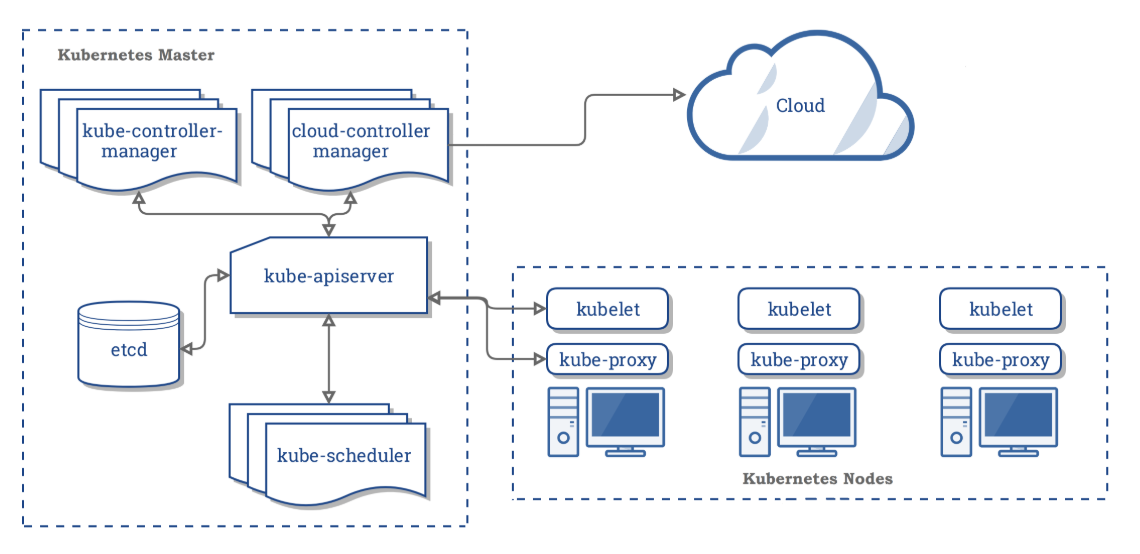 Kubernetes Master
kube-controller-
manager
cloud-controller
manager
Cloud
kube-apiserver
etcd
kube-scheduler
kubelet
kubelet
kubelet
kube-proxy
kube-proxy
kube-proxy
Kubernetes Nodes